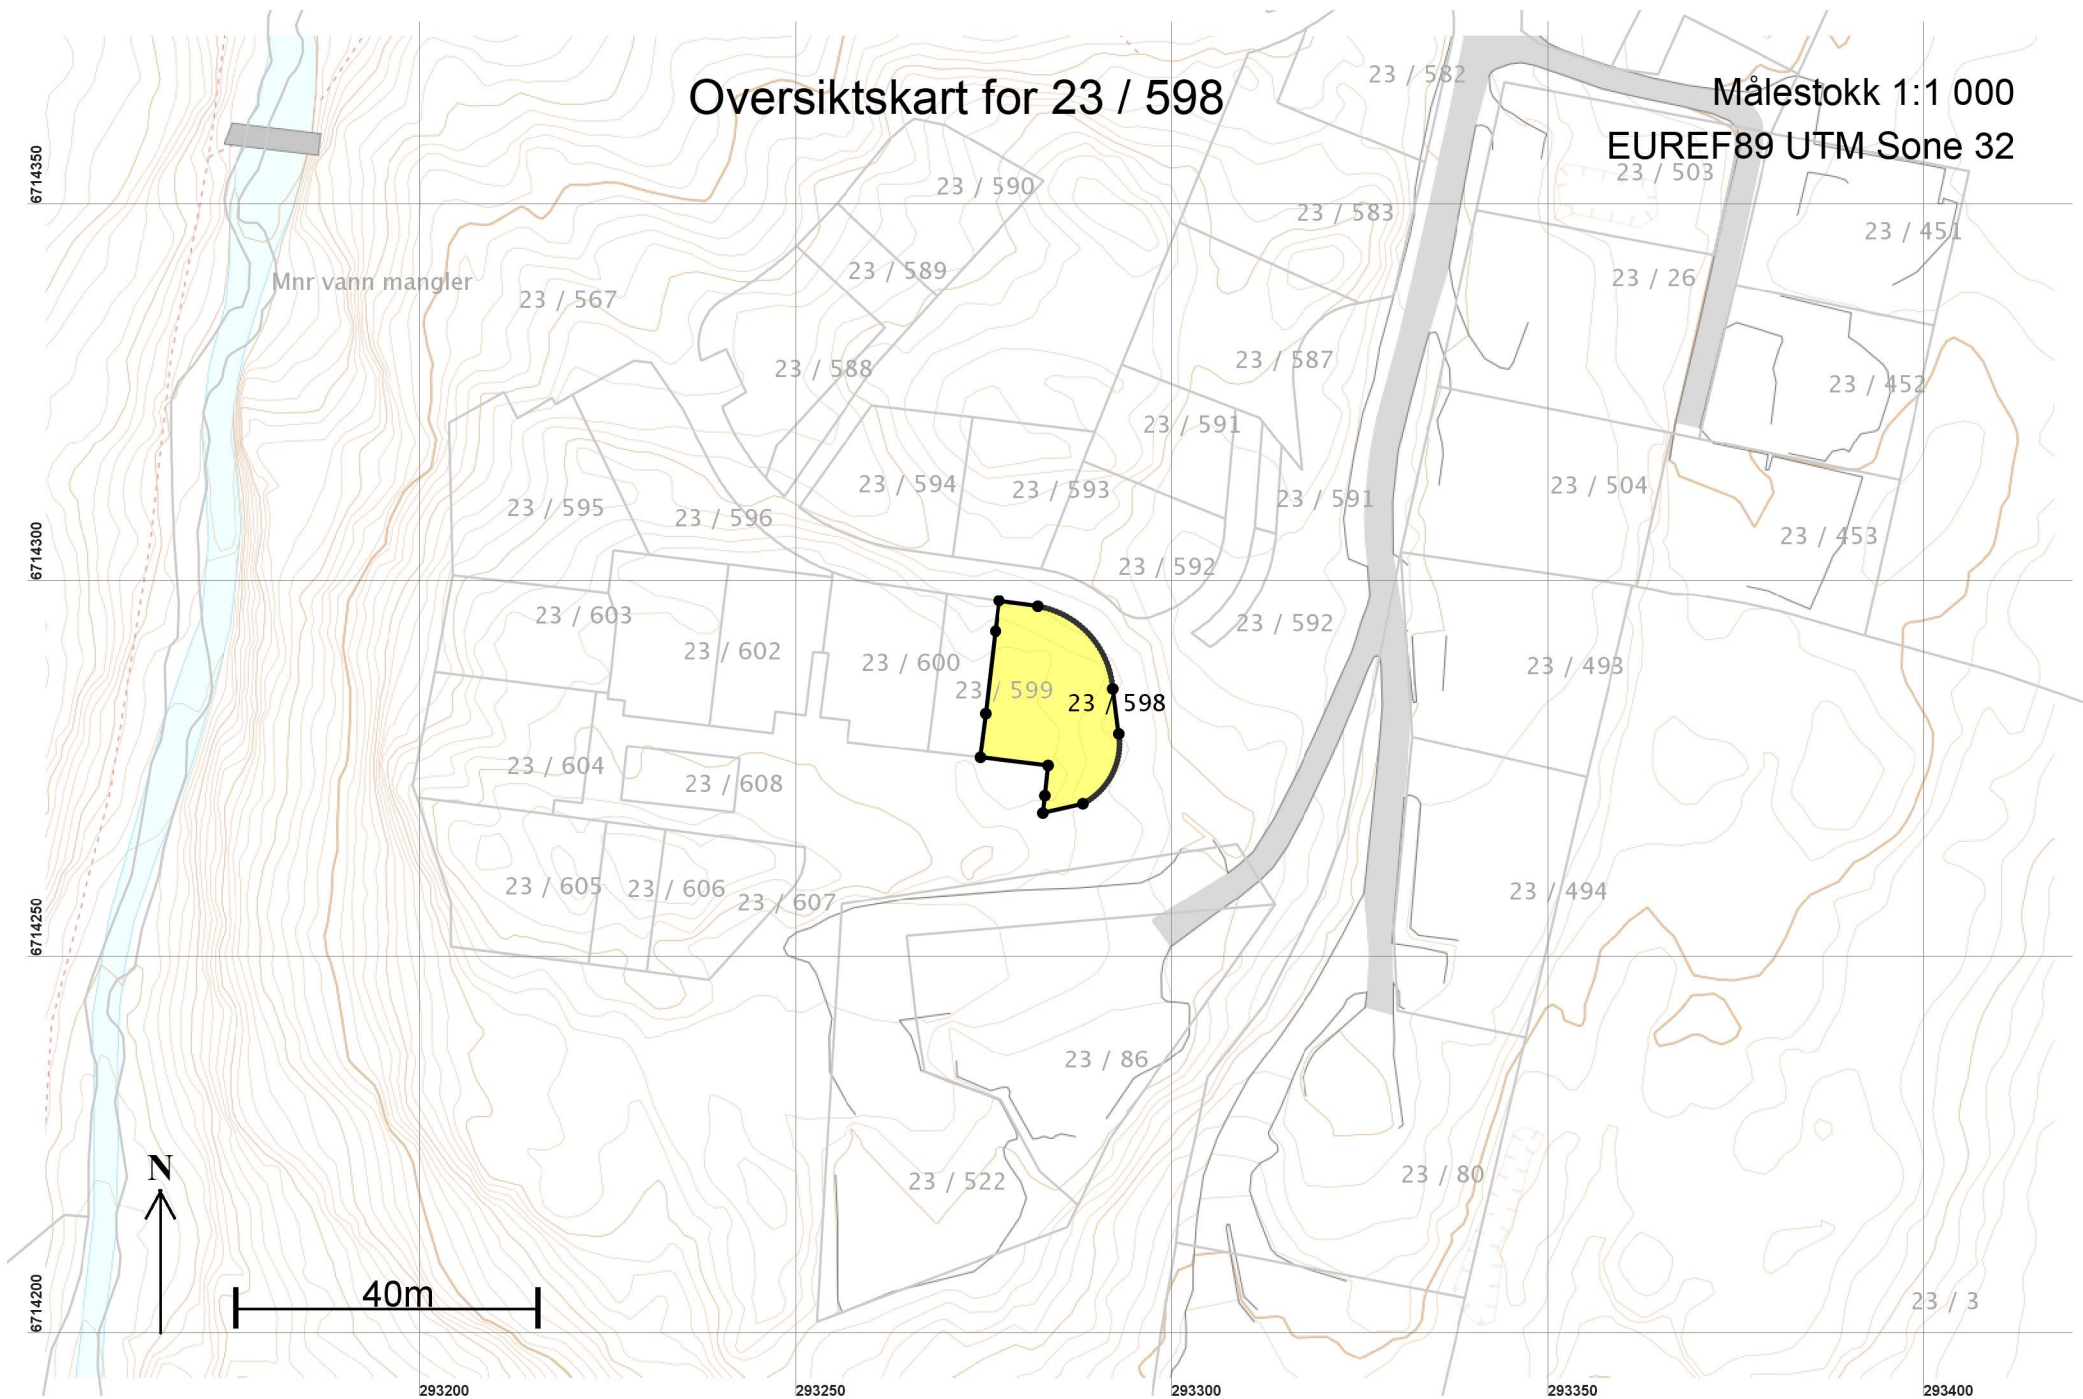 Oversiktskart for 23 / 598
Målestokk 1:1 000
EUREF89 UTM Sone 32
23 / 582
23 / 503
23 / 590
23 / 583
23 / 451
6714350
Mnr vann mangler
23 / 567
23 / 589
23 / 26
23 / 588
23 / 587
23 / 452
23 / 591
23 / 594
23 / 593
23 / 591
23 / 504
23 / 595
23 / 596
23 / 453
6714300
23 / 592
23 / 603
23 / 592
23 / 602
23 / 600
23 / 493
23 / 599
23 / 598
23 / 604
23 / 608
23 / 605
23 / 606
23 / 607
23 / 494
6714250
23 / 86
N
23 / 522
23 / 80
6714200
40m
23 / 3
293200
293250
293300
293350
293400